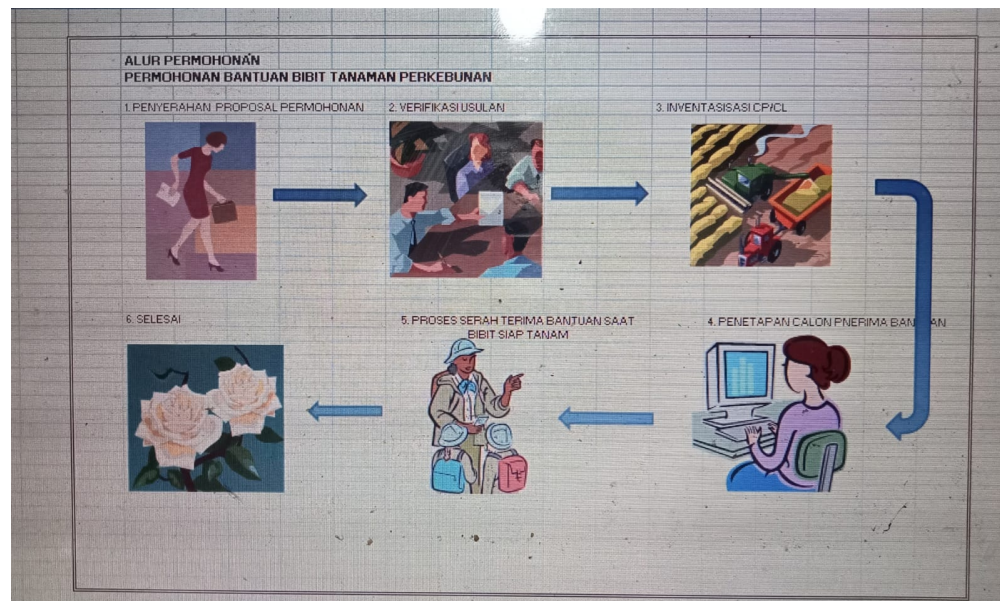 ALUR PERMOHONAN
PERMOHONAN BANTUAN BIBIT TANAMAN PERKEBUNAN
1. PENYERAHAN PROPOSAL PERMOHONAN
2. VERIFIKASI USULAN
3. INVENTASISASI CP/CL
4. PENETAPAN CALON PNERIMA BANTUAN
5. PROSES SERAH TERIMA BANTUAN SAAT
BIBIT SIAP TANAM
6. SELESAI